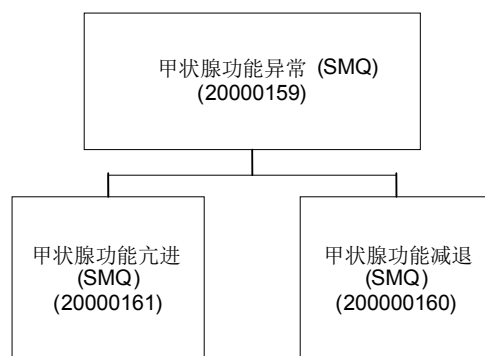 甲状腺功能异常 (SMQ)
(20000159)
甲状腺功能亢进
(SMQ)
(20000161)
甲状腺功能减退
(SMQ)
(200000160)